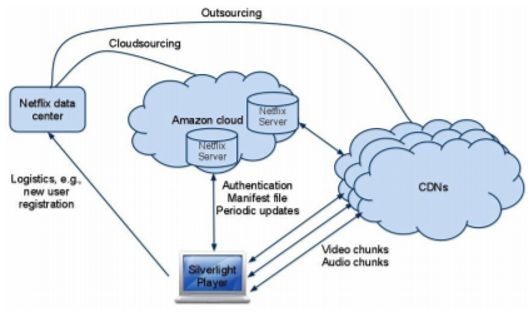 Outsourcing
Cloudsourcing
Netflix data
center
Amazon cloud
Netflix
Server
Netflix
Server
CDNs
Logistics, e.g.,
new user
registration
Authentication
Manifest file
Periodic updates
Video chunks
Audio chunks
Silverlight
Player